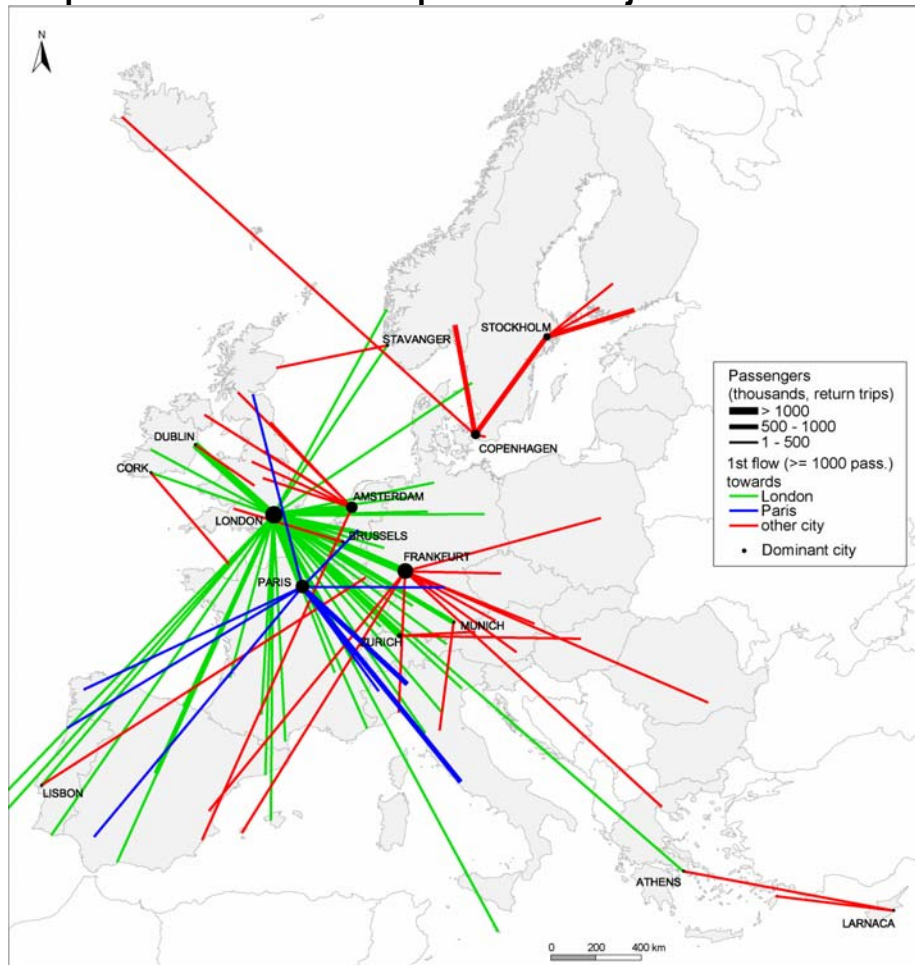 N
STAVANGER
STOCKHOLM
COPENHAGEN
DUBLIN
CORK
AMSTERDAM
LONDON
BRUSSELS
FRANKFURT
PARIS
MUNICH
ZURICH
LISBON
ATHENS
LARNACA
Passengers
(thousands, return trips)
> 1000
500 - 1000
1 - 500
1st flow (>= 1000 pass.)
towards
London
Paris
other city
Dominant city
0 200 400 km